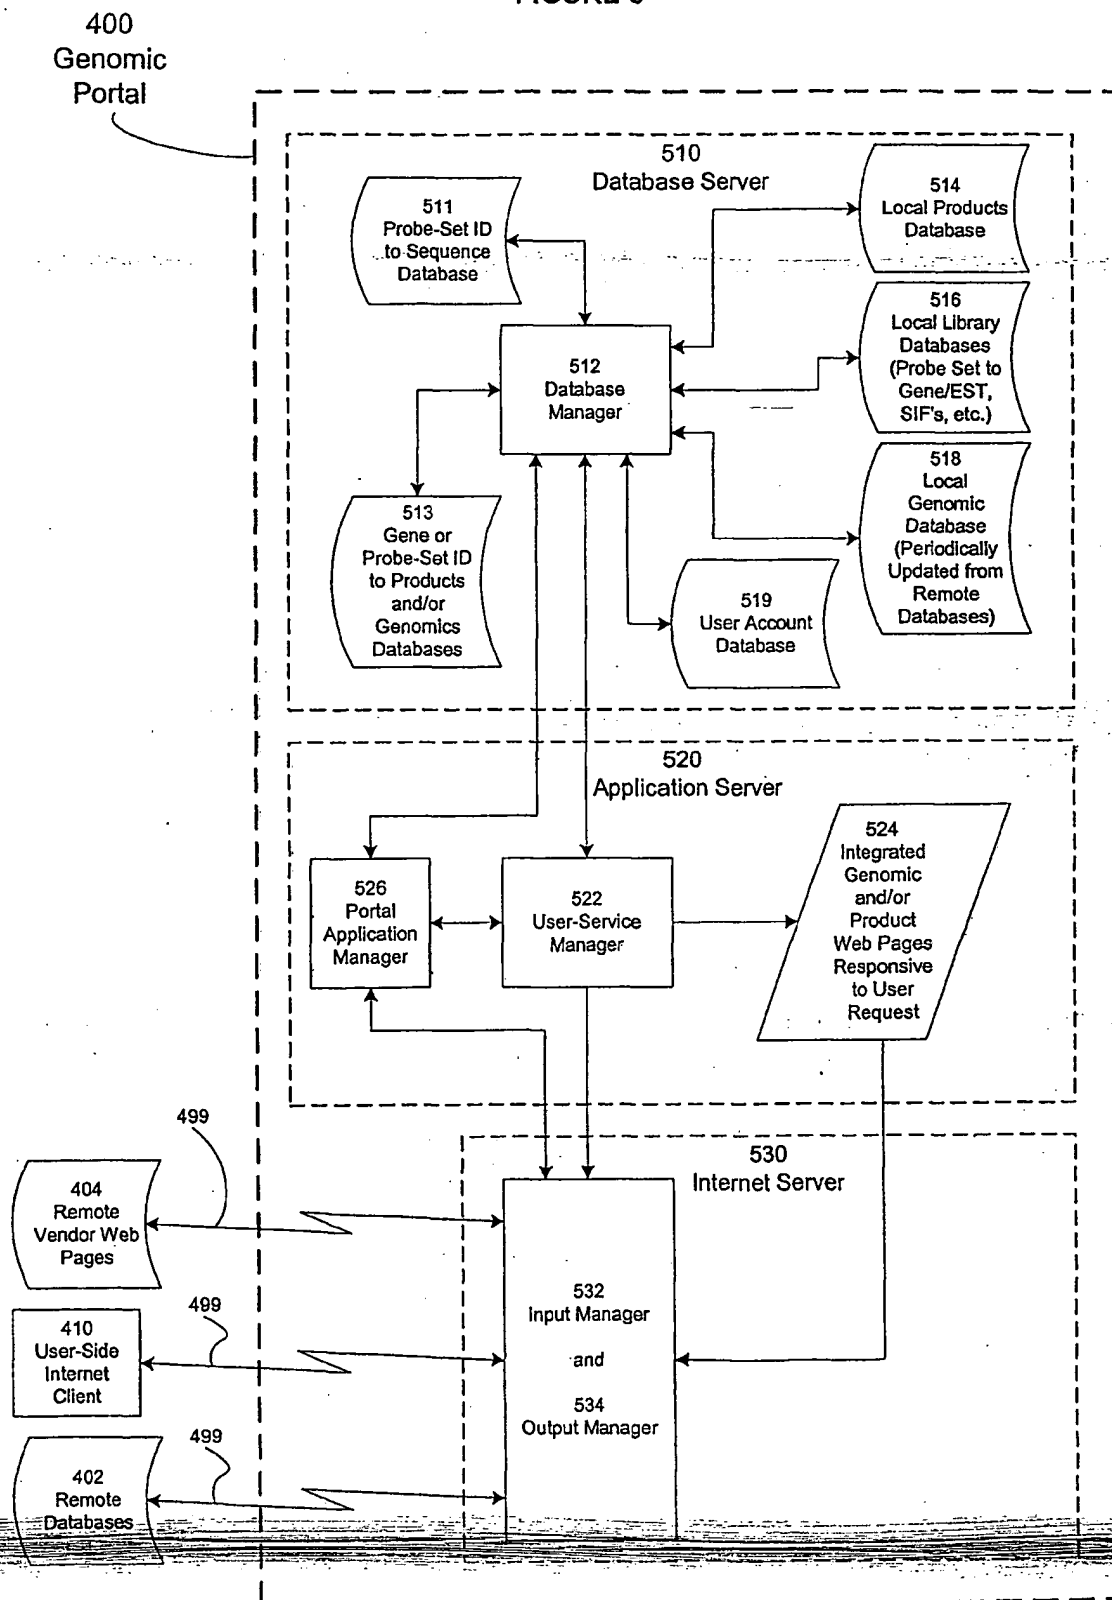 400
Genomic
Portal
510
Database Server
511
Probe-Set ID
to Sequence
Database
514
Local Products
Database
516
Local Library
Databases
(Probe Set to
Gene/EST,
SIF's, etc.)
512
Database
Manager
518
Local
Genomic
Database
(Periodically
Updated from
Remote
Databases)
513
Gene or
Probe-Set ID
to Products
and/or
Genomics
Databases
519
User Account
Database
520
Application Server
524
Integrated
Genomic
and/or
Product
Web Pages
Responsive
to User
Request
526
Portal
Application
Manager
522
User-Service
Manager
499
530
Internet Server
404
Remote
Vendor Web
Pages
532
Input Manager
and
534
Output Manager
499
410
User-Side
Internet
Client
499
402
Remote
Databases